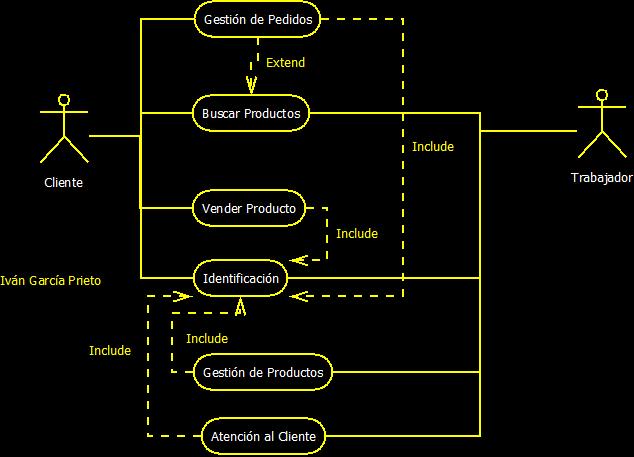 Gestión de Pedidos
Extend
Buscar Productos
Include
Cliente
Trabajador
Vender Producto
Include
Iván García Prieto
Identificación
Include
Include
Gestión de Productos
Atención al Cliente